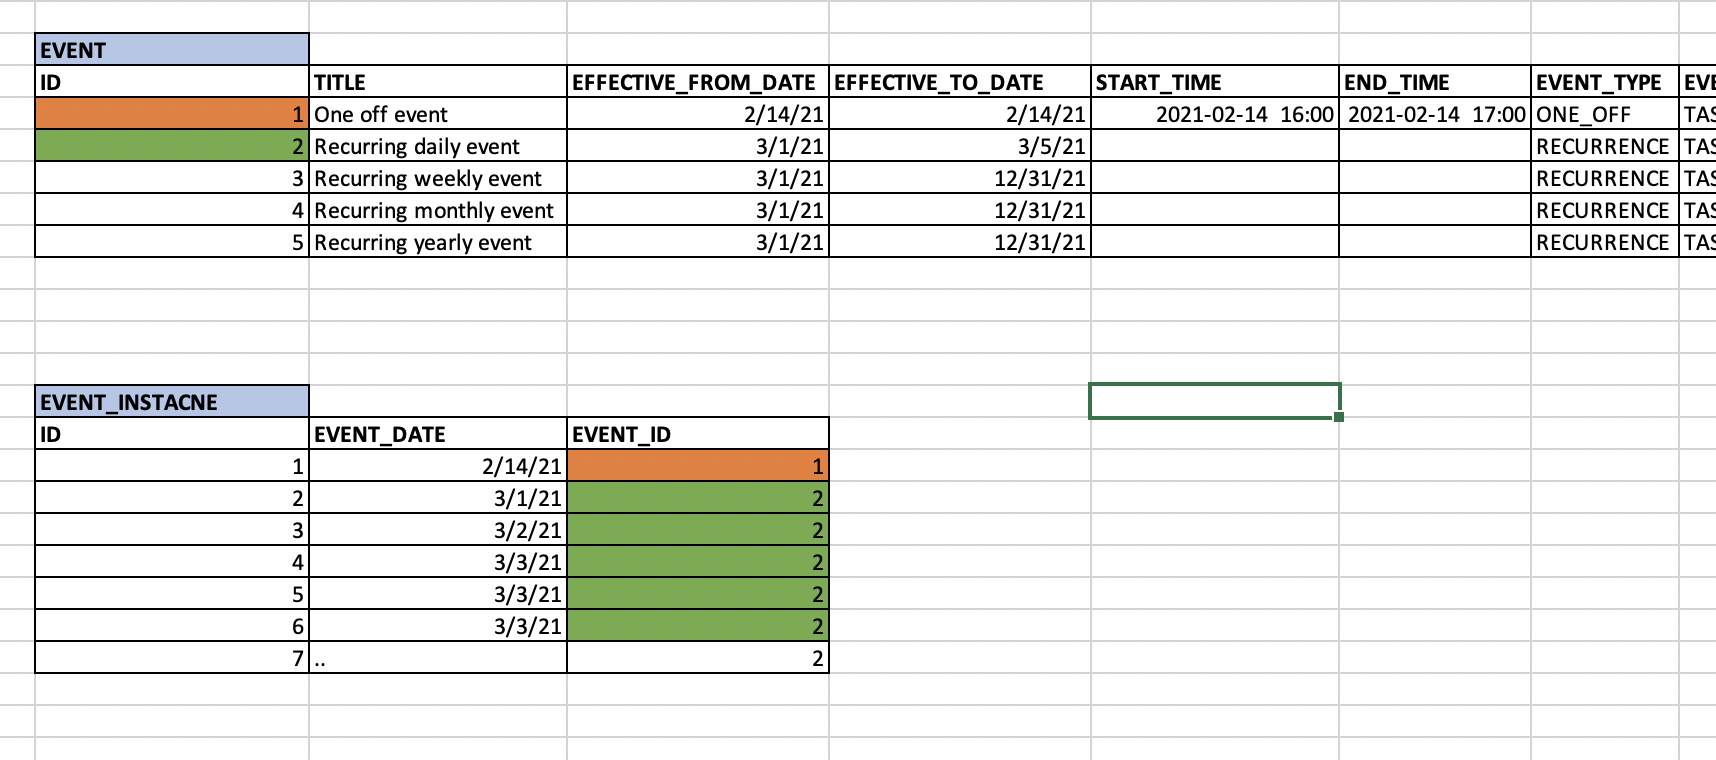 EVENT
ID TITLE EFFECTIVE_FROM_DATE EFFECTIVE_TO_DATE START_TIME END_TIME EVENT_TYPE EVE
1 One off event 2/14/21 2/14/21 2021-02-14 16:00 2021-02-14 17:00 ONE_OFF TAS
2 Recurring daily event 3/1/21 3/5/21 RECURRENCE TAS
3 Recurring weekly event 3/1/21 12/31/21 RECURRENCE TAS
4 Recurring monthly event 3/1/21 12/31/21 RECURRENCE TAS
5 Recurring yearly event 3/1/21 12/31/21 RECURRENCE TAS
EVENT_INSTACNE
ID EVENT_DATE EVENT_ID
1 2/14/21 1
2 3/1/21 2
3 3/2/21 2
4 3/3/21 2
5 3/3/21 2
6 3/3/21 2
7 .. 2